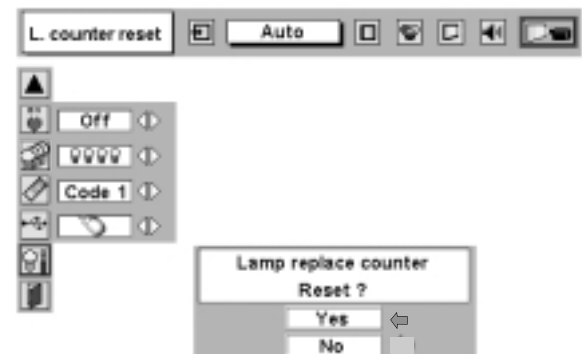 L. counter reset
Auto
Off
Code 1
Lamp replace counter
Reset ?
Yes
No